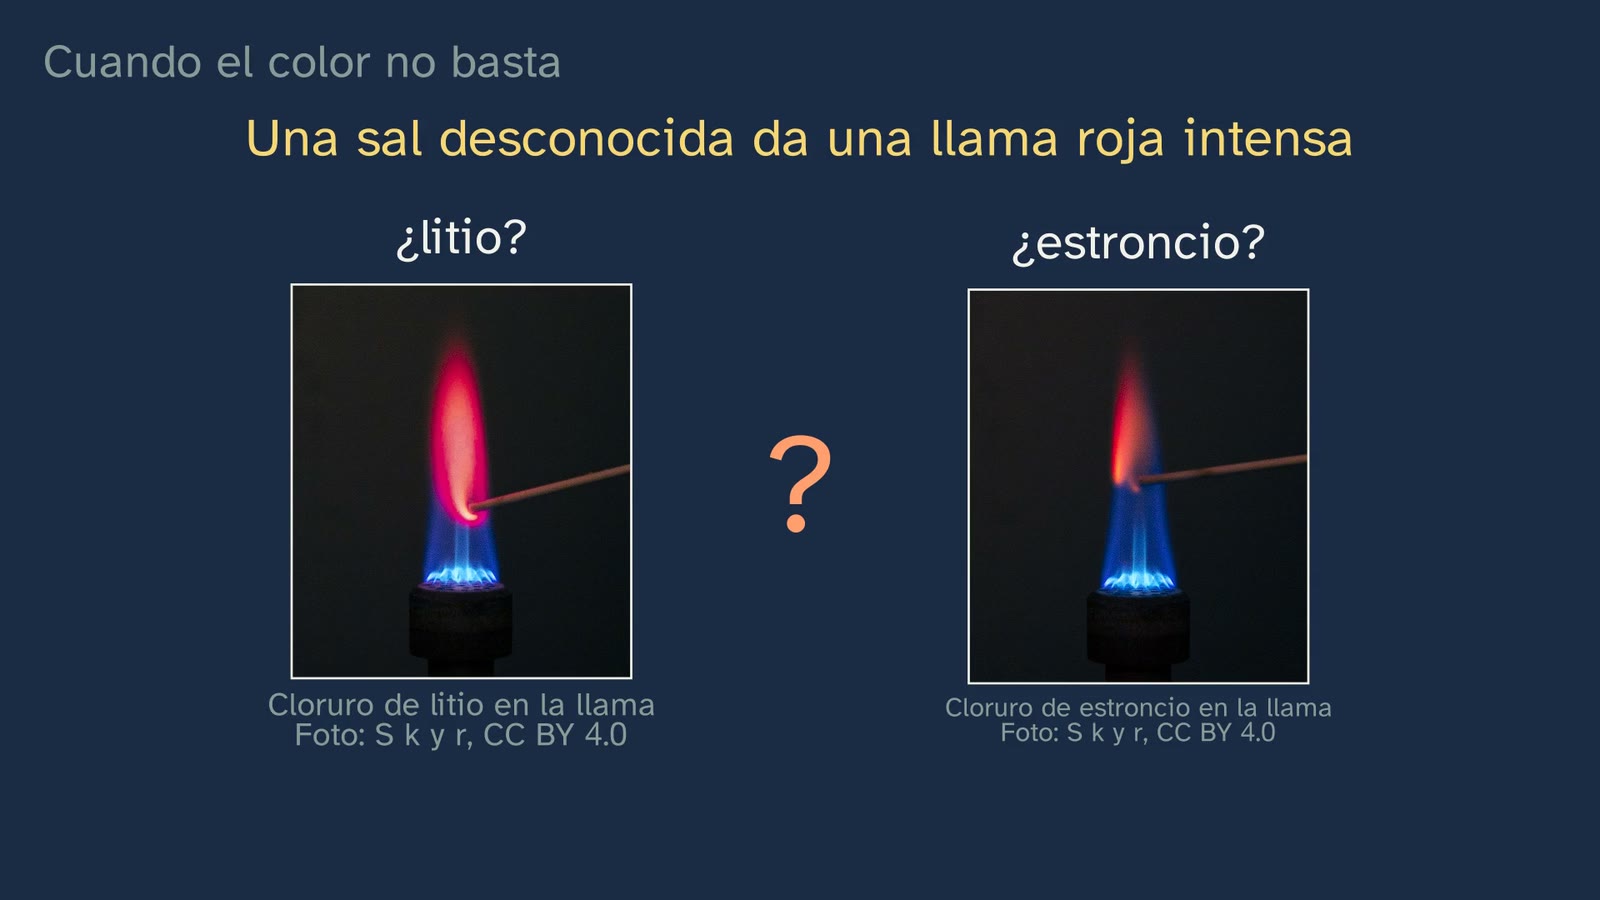 Cuando el color no basta
Una sal desconocida da una llama roja intensa
¿litio?
¿estroncio?
?
Cloruro de litio en la llama
Foto: S k y r, CC BY 4.0
Cloruro de estroncio en la llama
Foto: S k y r, CC BY 4.0